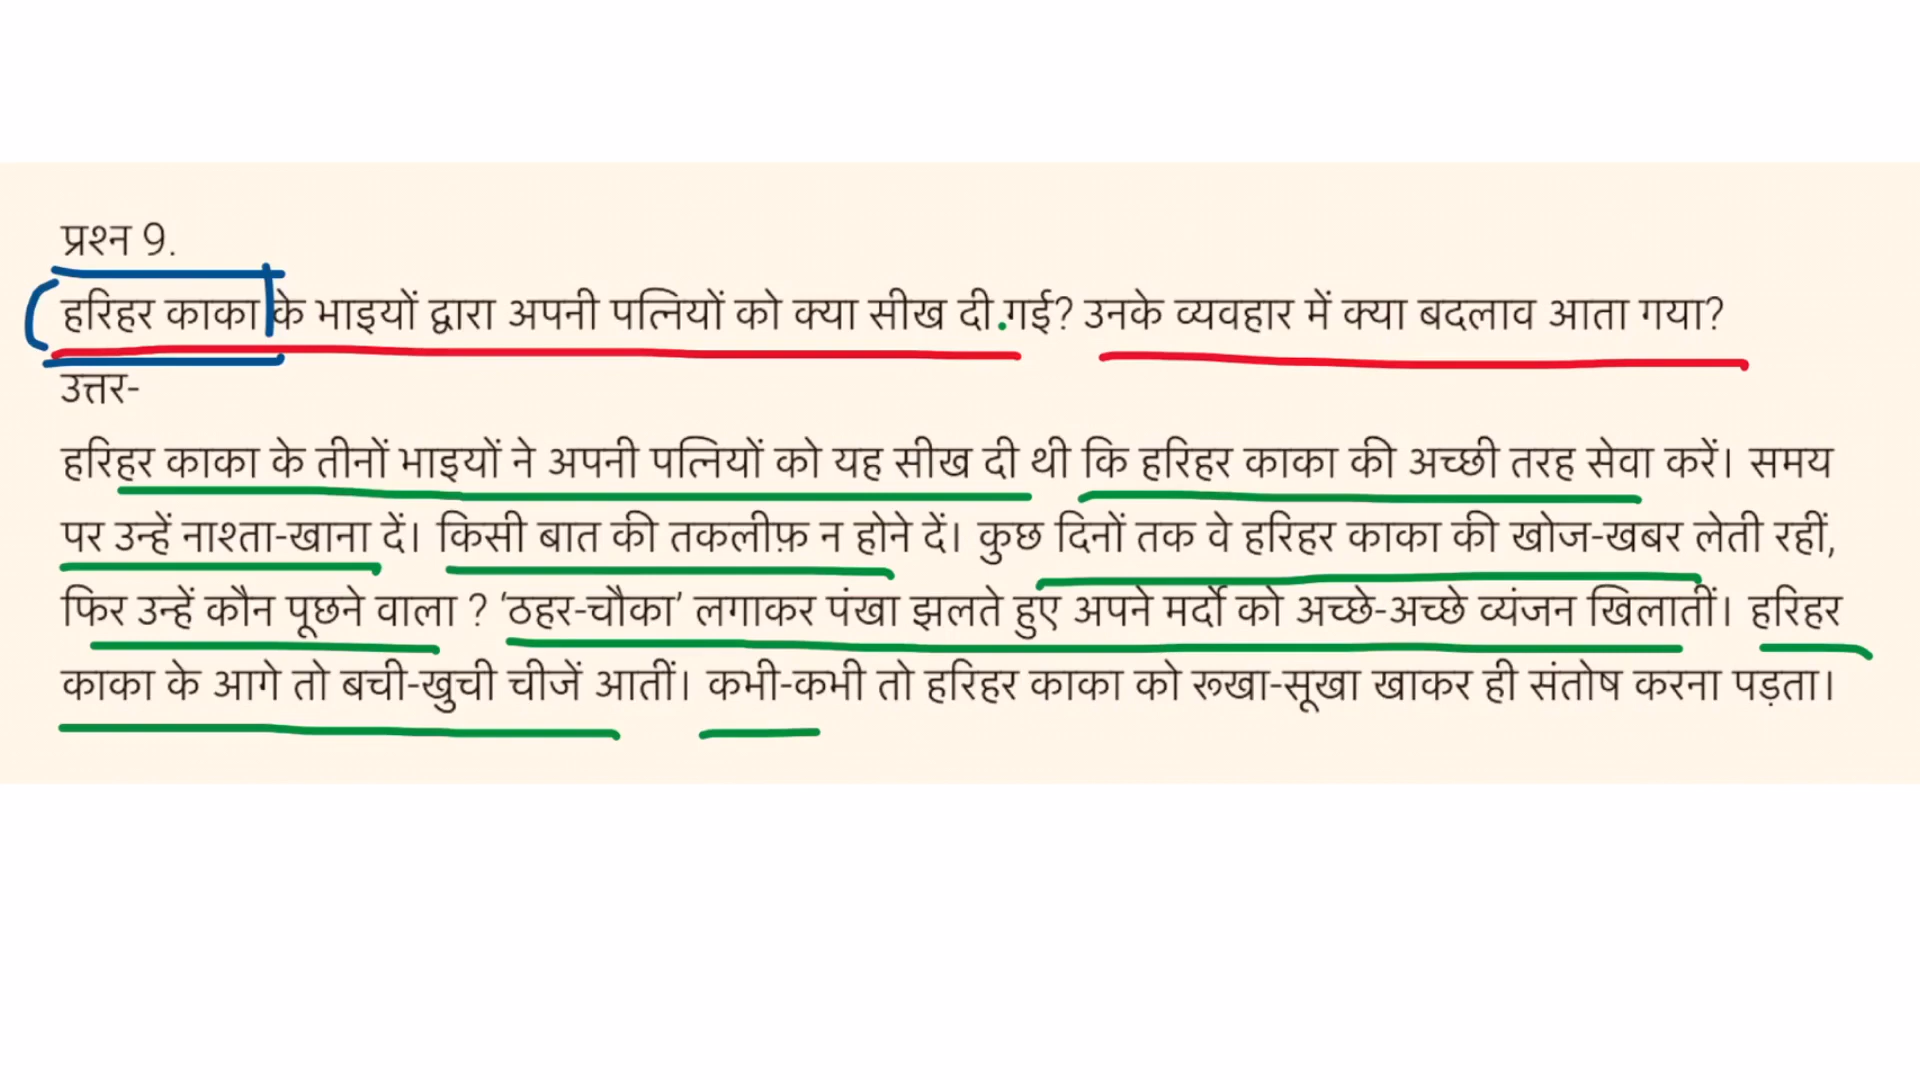 प्रश्न 9.
हरिहर काका के भाइयों द्वारा अपनी पत्नियों को क्या सीख दी गई? उनके व्यवहार में क्या बदलाव आता गया?
उत्तर-
हरिहर काका के तीनों भाइयों ने अपनी पत्नियों को यह सीख दी थी कि हरिहर काका की अच्छी तरह सेवा करें। समय
पर उन्हें नाश्ता-खाना दें। किसी बात की तकलीफ़ न होने दें। कुछ दिनों तक वे हरिहर काका की खोज-खबर लेती रहीं,
फिर उन्हें कौन पूछने वाला ? ‘ठहर-चौका’ लगाकर पंखा झलते हुए अपने मर्दो को अच्छे-अच्छे व्यंजन खिलातीं। हरिहर
काका के आगे तो बची-खुची चीजें आतीं। कभी-कभी तो हरिहर काका को रूखा-सूखा खाकर ही संतोष करना पड़ता।